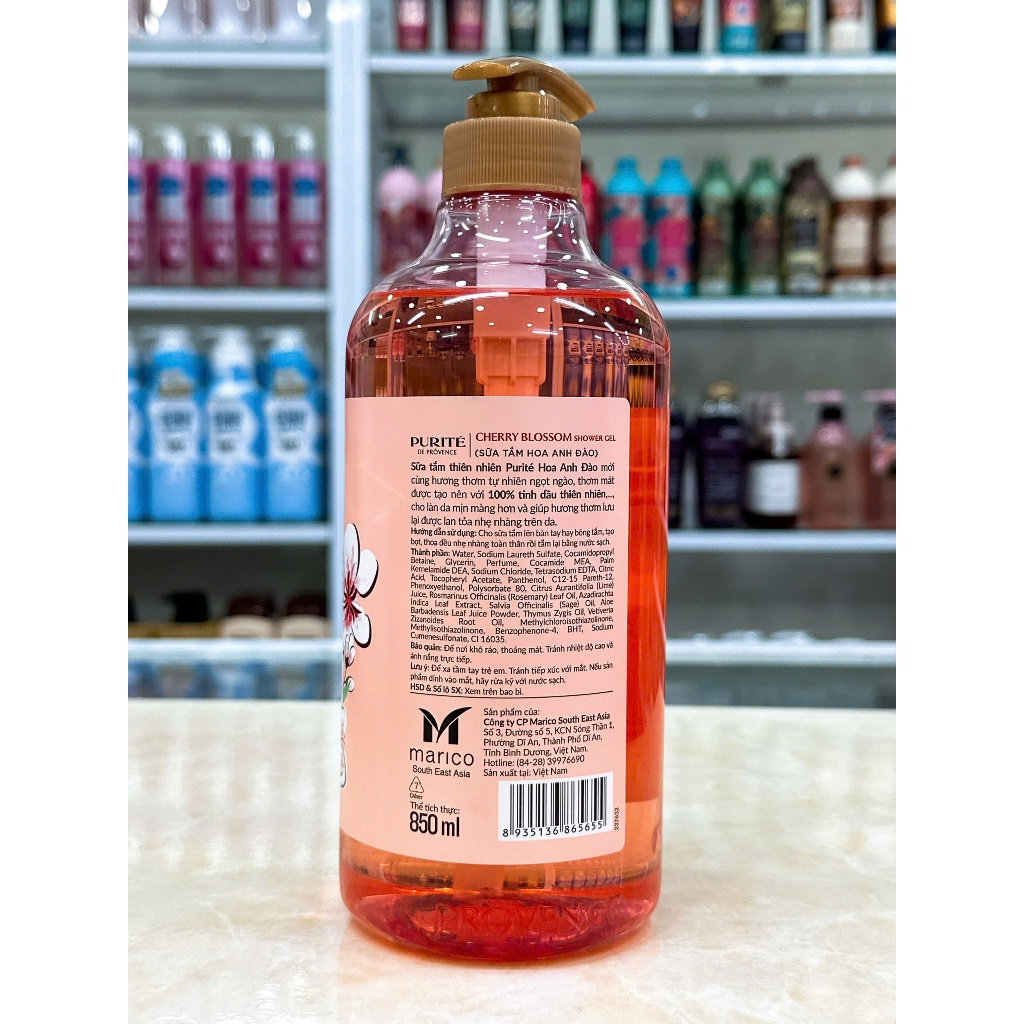 PURITÉ
DE PROVENCE
CHERRY BLOSSOM SHOWER GEL
(SỮA TẮM HOA ANH ĐÀO)
Sữa tắm thiên nhiên Purité Hoa Anh Đào mới
cùng hương thơm tự nhiên ngọt ngào, thơm mát
được tạo nên với 100% tinh dầu thiên nhiên,..,
cho làn da mịn màng hơn và giúp hương thơm lưu
lại được lan tỏa nhẹ nhàng trên da.
Hướng dẫn sử dụng: Cho sữa tắm lên bàn tay hay bông tắm, tạo
bọt, thoa đều nhẹ nhàng toàn thân rồi tắm lại bằng nước sạch.
Thành phần: Water, Sodium Laureth Sulfate, Cocamidopropyl
Betaine, Glycerin, Perfume, Cocamide MEA, Palm
Kernelamide DEA, Sodium Chloride, Tetrasodium EDTA, Citric
Acid, Tocopheryl Acetate, Panthenol, C12-15 Pareth-12,
Phenoxyethanol, Polysorbate 80, Citrus Aurantifolia (Lime)
Juice, Rosmarinus Officinalis (Rosemary) Leaf Oil, Azadirachta
Indica Leaf Extract, Salvia Officinalis (Sage) Oil, Aloe
Barbadensis Leaf Juice Powder, Thymus Zygis Oil, Vetiveria
Zizanoides Root Oil, Methylchloroisothiazolinone,
Methylisothiazolinone, Benzophenone-4, BHT, Sodium
Cumenesulfonate, CI 16035.
Bảo quản: Để nơi khô ráo, thoáng mát. Tránh nhiệt độ cao và
ánh nắng trực tiếp.
Lưu ý: Để xa tầm tay trẻ em. Tránh tiếp xúc với mắt. Nếu sản
phẩm dính vào mắt, hãy rửa kỹ với nước sạch.
HSD & Số lô SX: Xem trên bao bì.
marico
South East Asia
Sản phẩm của:
Công ty CP Marico South East Asia
Số 3, Đường số 5, KCN Sóng Thần 1,
Phường Dĩ An, Thành Phố Dĩ An,
Tỉnh Bình Dương, Việt Nam.
Hotline: (84-28) 39976690
Sản xuất tại: Việt Nam
7
Other
Thể tích thực:
850 ml
8 935136 865655
237632
PROVENC